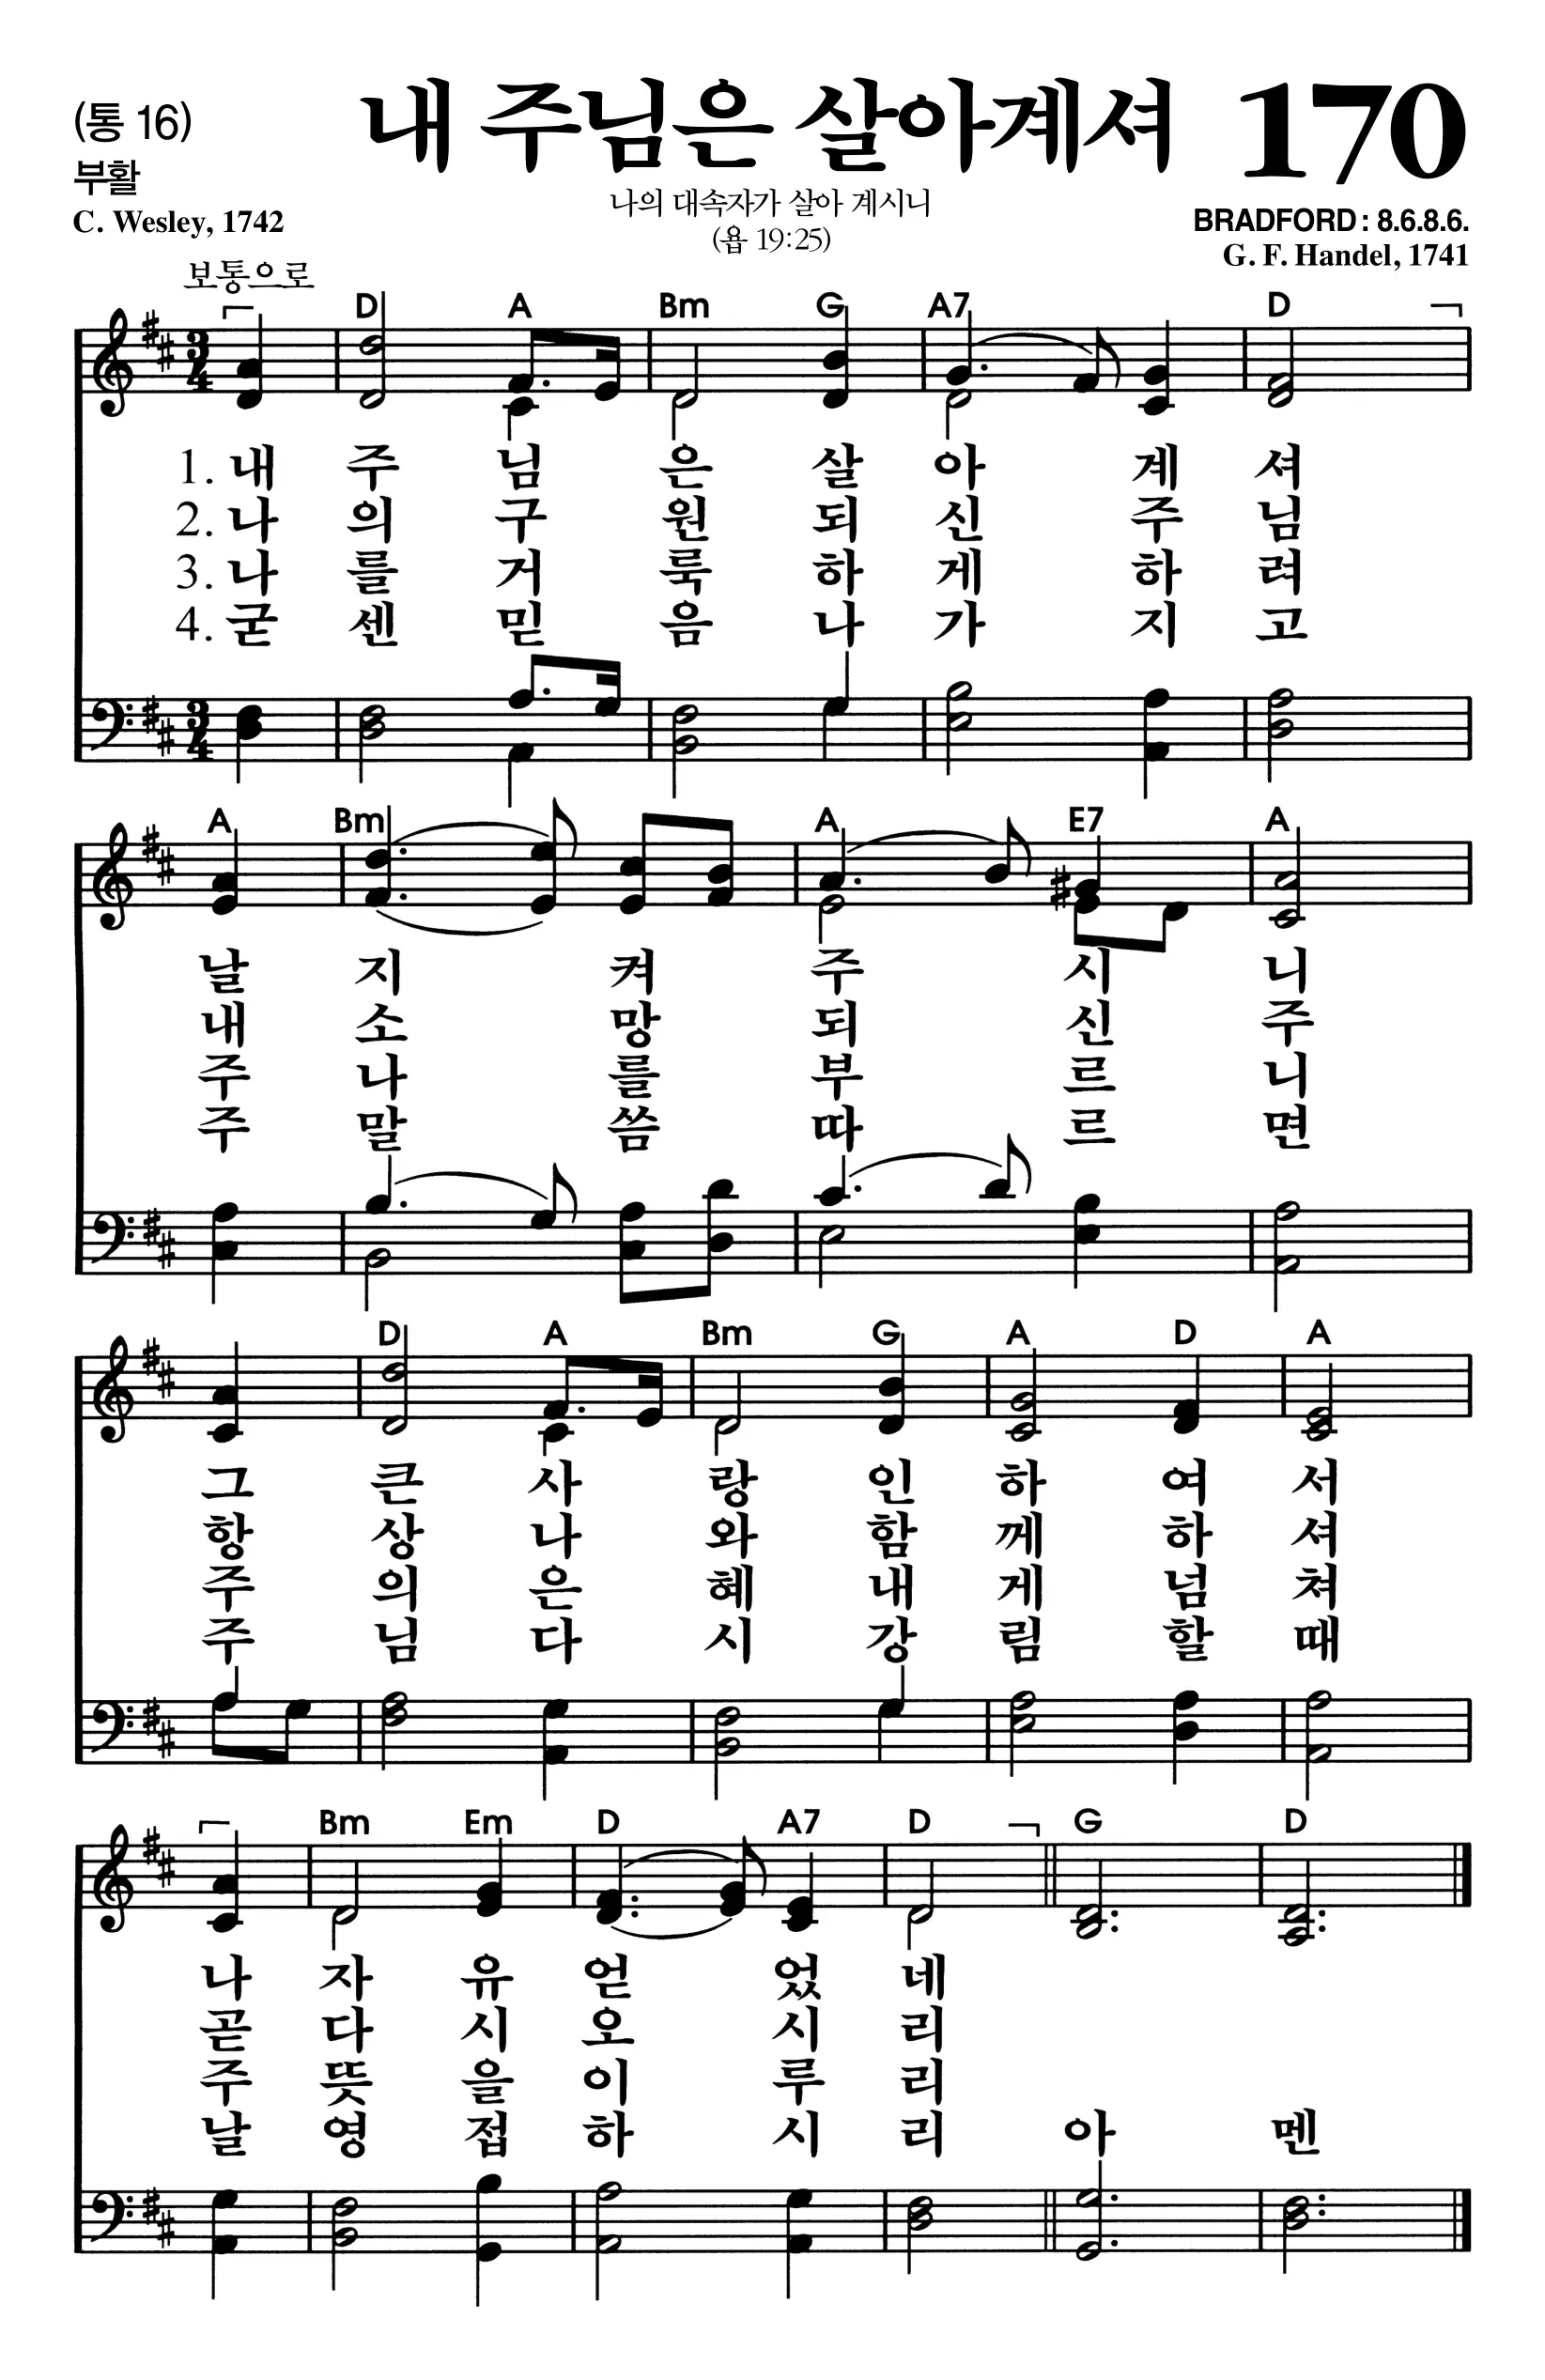 (통 16) 내 주님은 살아계셔 170
부활
나의 대속자가 살아 계시니
C. Wesley, 1742 (욥 19:25) BRADFORD : 8.6.8.6.
G. F. Handel, 1741
보통으로
D A Bm G A7 D
3 4
1. 내 주 님 은 살 아 계 셔
2. 나 의 구 원 되 신 주 님
3. 나 를 거 룩 하 게 하 려
4. 굳 센 믿 음 나 가 지 고
3 4
A Bm A E7 A
날 지 켜 주 시 니
내 소 망 되 신 주
주 나 를 부 르 니
주 말 씀 따 르 면
D A Bm G A D A
그 큰 사 랑 인 하 여 서
항 상 나 와 함 께 하 셔
주 의 은 혜 내 게 넘 쳐
주 님 다 시 강 림 할 때
Bm Em D A7 D G D
나 자 유 얻 었 네
곧 다 시 오 시 리
주 뜻 을 이 루 리
날 영 접 하 시 리 아 멘